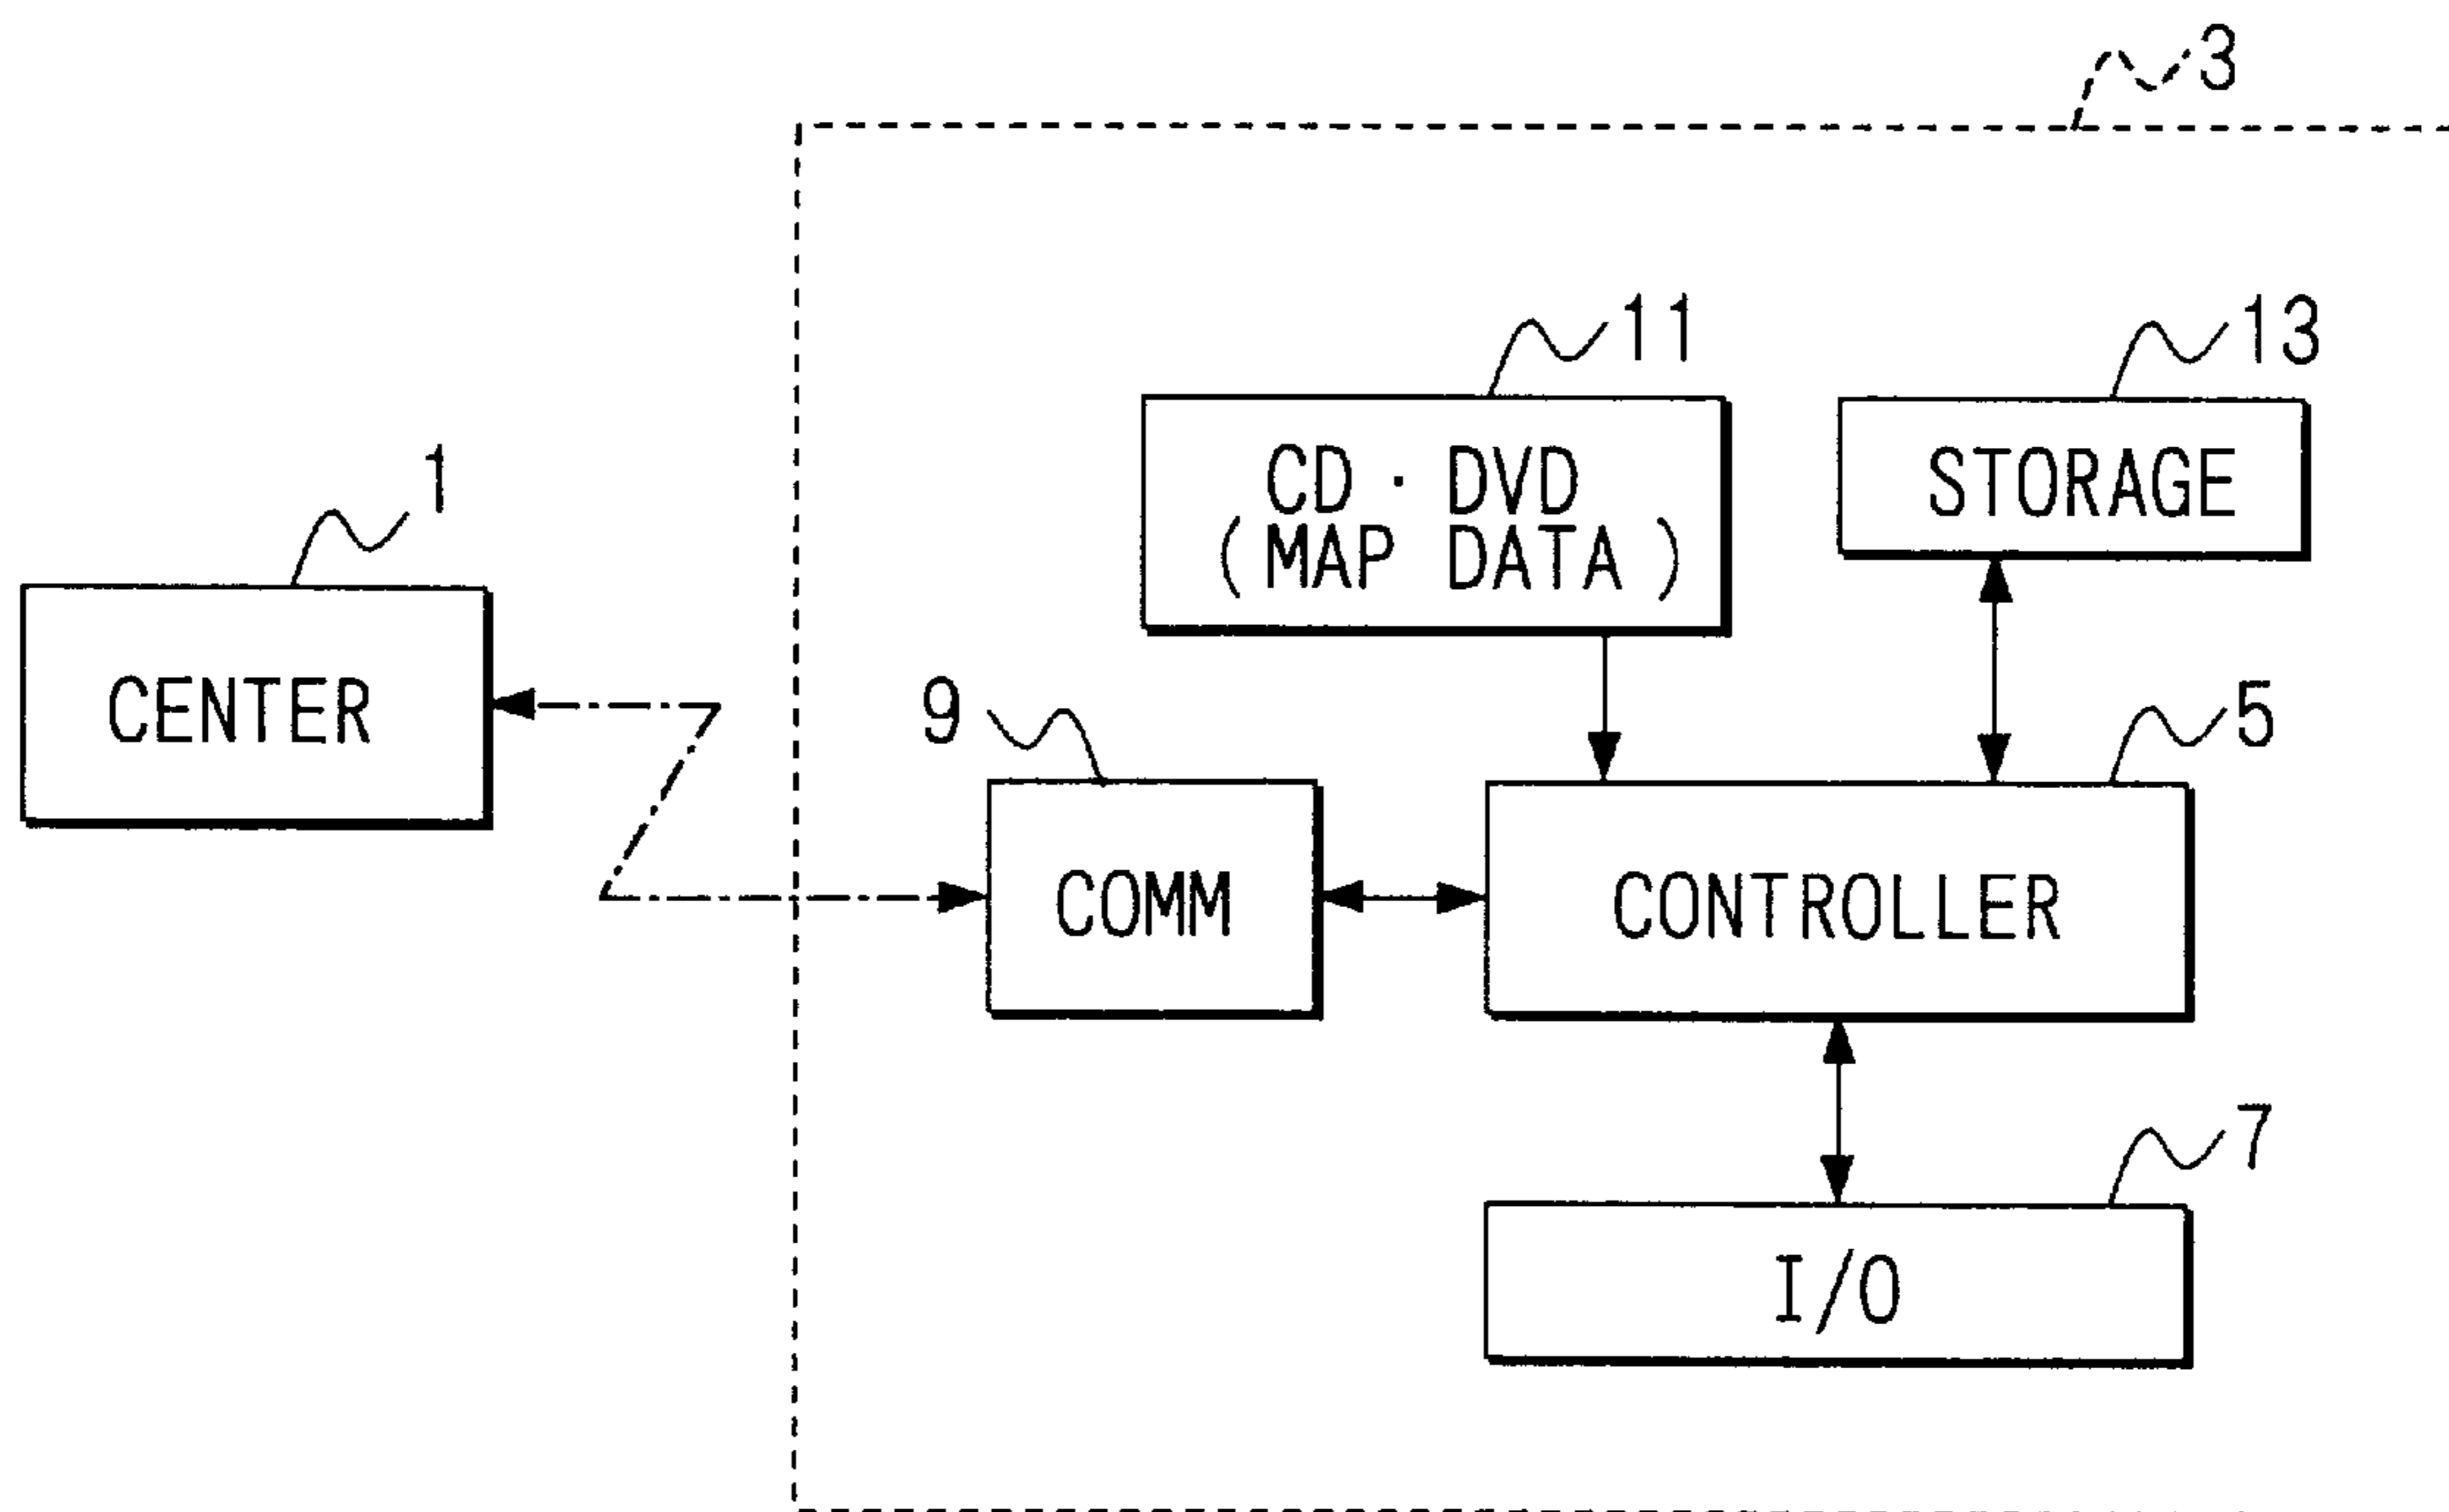 3
11
13
1
CD · DVD
( MAP DATA )
STORAGE
9
CENTER
5
COMM
CONTROLLER
7
I/O